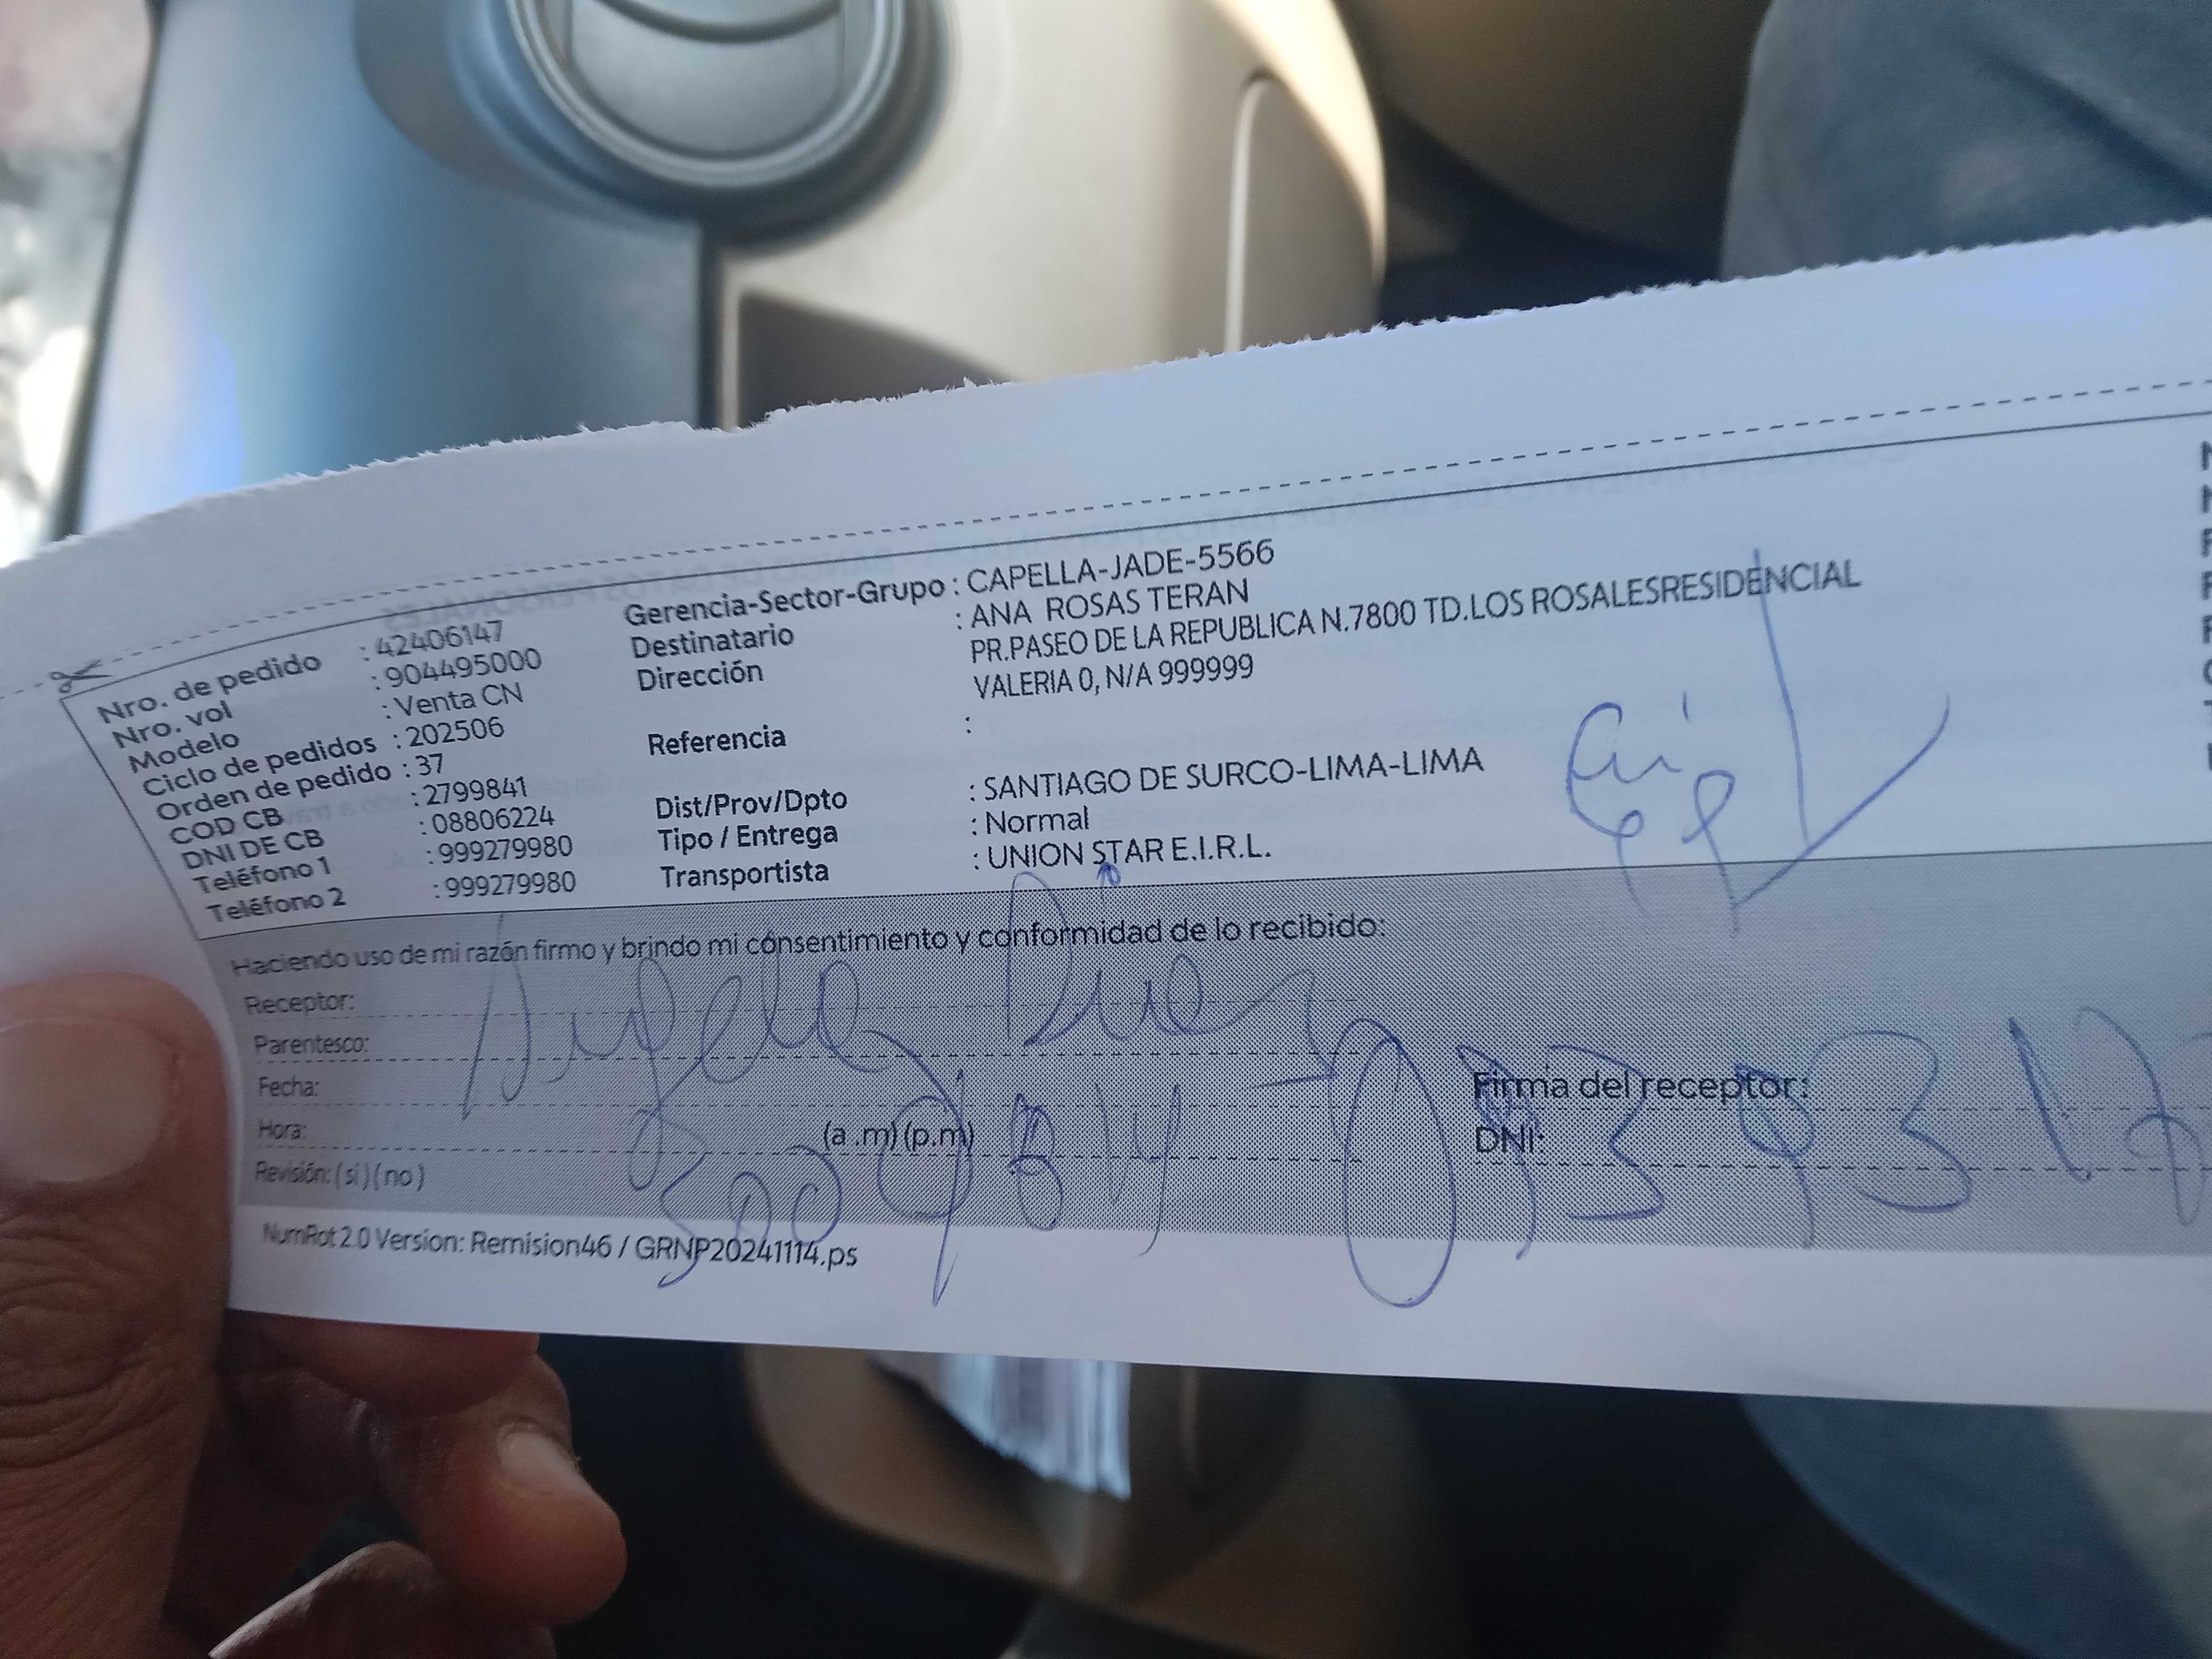 Nro. de pedido : 42406147
Nro. vol : 904495000
Modelo : Venta CN
Ciclo de pedidos : 202506
Orden de pedido : 37
COD CB : 2799841
DNI DE CB : 08806224
Teléfono 1 : 999279980
Teléfono 2 : 999279980
Gerencia-Sector-Grupo : CAPELLA-JADE-5566
Destinatario : ANA ROSAS TERAN
Dirección PR.PASEO DE LA REPUBLICA N.7800 TD.LOS ROSALESRESIDENCIAL
VALERIA 0, N/A 999999
Referencia :
Dist/Prov/Dpto : SANTIAGO DE SURCO-LIMA-LIMA
Tipo / Entrega : Normal
Transportista : UNION STAR E.I.R.L.
Haciendo uso de mi razón firmo y brindo mi consentimiento y conformidad de lo recibido:
Receptor:
Parentesco:
Fecha:
Hora: (a .m) (p.m)
Revisión: ( si ) ( no )
Firma del receptor:
DNI:
NumRot 2.0 Version: Remision46 / GRNP20241114.ps